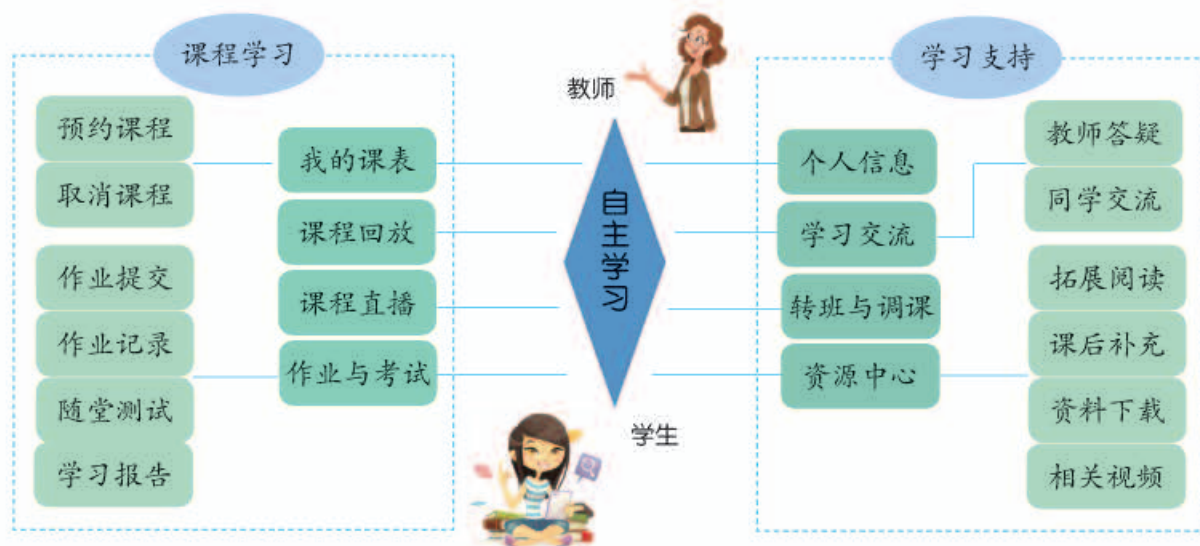 课程学习
预约课程
取消课程
作业提交
作业记录
随堂测试
学习报告
我的课表
课程回放
课程直播
作业与考试
教师
自主学习
学生
学习支持
个人信息
学习交流
转班与调课
资源中心
教师答疑
同学交流
拓展阅读
课后补充
资料下载
相关视频